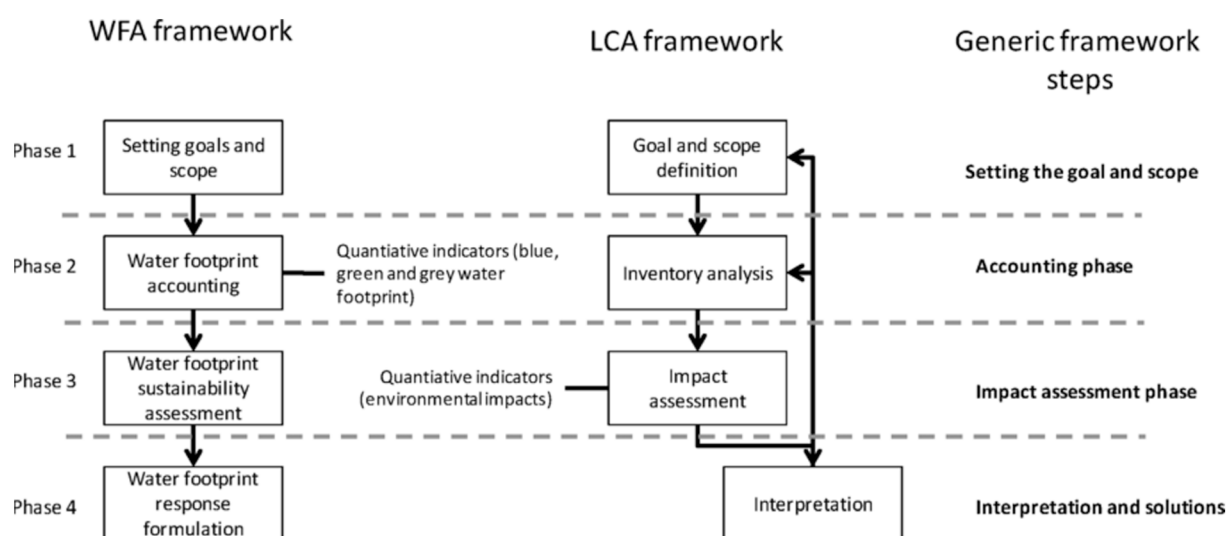 WFA framework
LCA framework
Generic framework
steps
Phase 1
Setting goals and
scope
Goal and scope
definition
Setting the goal and scope
Phase 2
Water footprint
accounting
Quantiative indicators (blue,
green and grey water
footprint)
Inventory analysis
Accounting phase
Phase 3
Water footprint
sustainability
assessment
Quantiative indicators
(environmental impacts)
Impact
assessment
Impact assessment phase
Phase 4
Water footprint
response
formulation
Interpretation
Interpretation and solutions